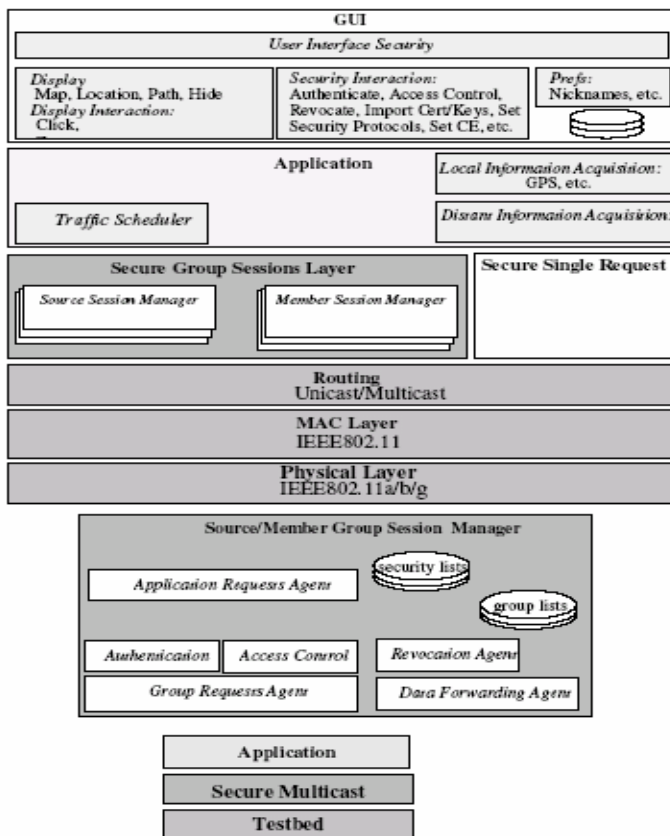 GUI
User Interface Security
Display
Map, Location, Path, Hide
Display Interaction:
Click,
Security Interaction:
Authenticate, Access Control,
Revocate, Import Cert/Keys, Set
Security Protocols, Set CE, etc.
Prefs:
Nicknames, etc.
Application
Local Information Acquisition:
GPS, etc.
Traffic Scheduler
Distant Information Acquisition:
Secure Group Sessions Layer
Secure Single Request
Source Session Manager
Member Session Manager
Routing
Unicast/Multicast
MAC Layer
IEEE802.11
Physical Layer
IEEE802.11a/b/g
Source/Member Group Session Manager
security lists
Application Requests Agent
group lists
Authentication
Access Control
Revocation Agent
Group Requests Agent
Data Forwarding Agent
Application
Secure Multicast
Testbed